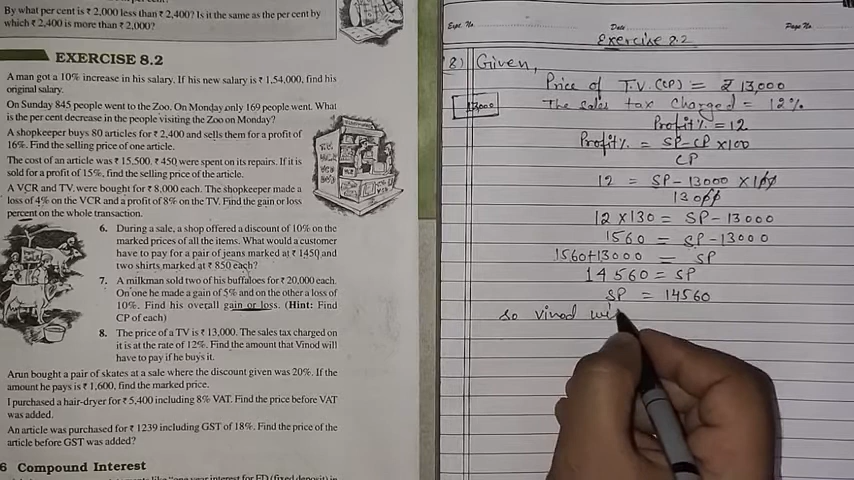 By what per cent is ₹ 2,000 less than ₹ 2,400? Is it the same as the per cent by
which ₹ 2,400 is more than ₹ 2,000?
EXERCISE 8.2
A man got a 10% increase in his salary. If his new salary is ₹ 1,54,000, find his
original salary.
On Sunday 845 people went to the Zoo. On Monday only 169 people went. What
is the per cent decrease in the people visiting the Zoo on Monday?
A shopkeeper buys 80 articles for ₹ 2,400 and sells them for a profit of
16%. Find the selling price of one article.
The cost of an article was ₹ 15,500. ₹ 450 were spent on its repairs. If it is
sold for a profit of 15%, find the selling price of the article.
A VCR and TV were bought for ₹ 8,000 each. The shopkeeper made a
loss of 4% on the VCR and a profit of 8% on the TV. Find the gain or loss
percent on the whole transaction.
6. During a sale, a shop offered a discount of 10% on the
marked prices of all the items. What would a customer
have to pay for a pair of jeans marked at ₹ 1450 and
two shirts marked at ₹ 850 each?
7. A milkman sold two of his buffaloes for ₹ 20,000 each.
On one he made a gain of 5% and on the other a loss of
10%. Find his overall gain or loss. (Hint: Find
CP of each)
8. The price of a TV is ₹ 13,000. The sales tax charged on
it is at the rate of 12%. Find the amount that Vinod will
have to pay if he buys it.
Arun bought a pair of skates at a sale where the discount given was 20%. If the
amount he pays is ₹ 1,600, find the marked price.
I purchased a hair-dryer for ₹ 5,400 including 8% VAT. Find the price before VAT
was added.
An article was purchased for ₹ 1239 including GST of 18%. Find the price of the
article before GST was added?
6 Compound Interest
Expt. No.
Date
Page No.
Exercise 8.2
8) Given,
Price of T.V. (CP) = ₹ 13,000
13000
The sales tax charged = 12%
Profit% = 12
Profit% = SP-CP x100
CP
12 = SP-13000 x100
13000
12 x 130 = SP-13000
1560 = SP-13000
1560+13000 = SP
14560 = SP
SP = 14560
so vinod wi